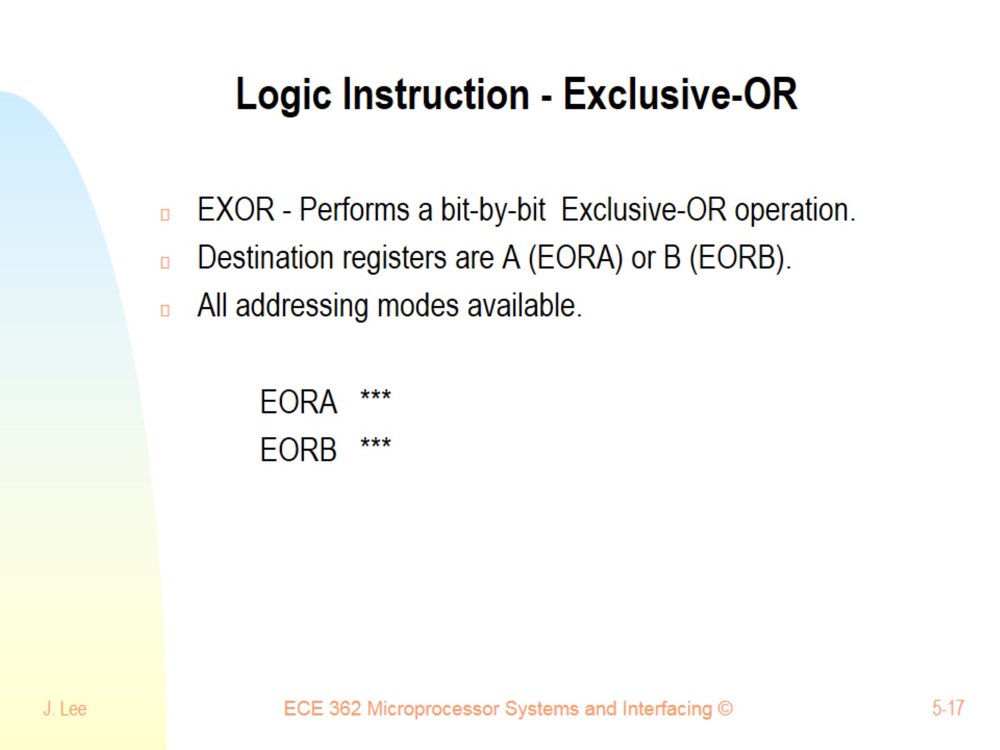 Logic Instruction - Exclusive-OR
EXOR - Performs a bit-by-bit  Exclusive-OR operation.
Destination registers are A (EORA) or B (EORB).
All addressing modes available.
EORA   ***
EORB   ***
J. Lee
ECE 362 Microprocessor Systems and Interfacing ©
5-17